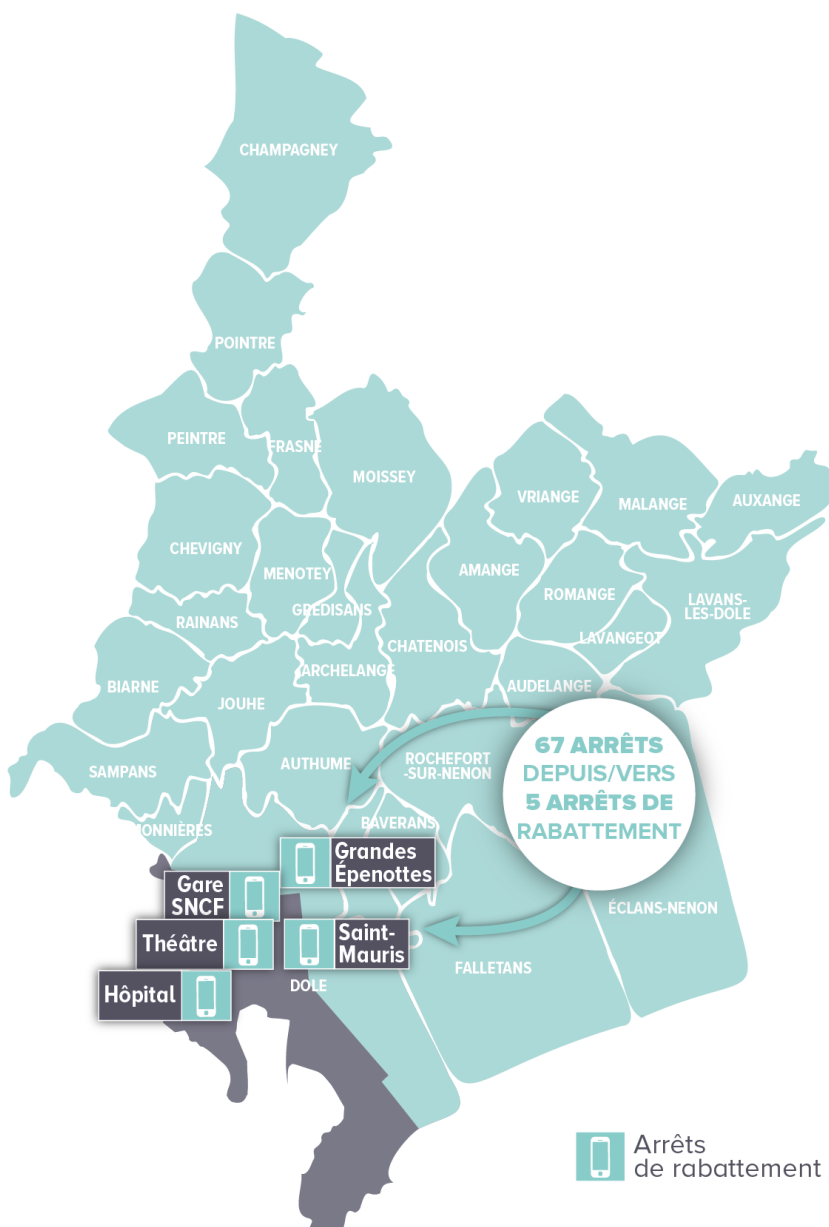 CHAMPAGNEY
POINTRE
PEINTRE
FRASNE
MOISSEY
VRIANGE
MALANGE
AUXANGE
CHEVIGNY
MENOTEY
AMANGE
ROMANGE
LAVANS-
LES-DOLE
GREDISANS
RAINANS
CHATENOIS
LAVANGEOT
ARCHELANGE
BIARNE
JOUHE
AUDELANGE
SAMPANS
AUTHUME
ROCHEFORT
-SUR-NENON
67 ARRÊTS
DEPUIS/VERS
5 ARRÊTS DE
RABATTEMENT
MONNIÈRES
BAVERANS
Grandes
Épenottes
Gare
SNCF
ÉCLANS-NENON
Théâtre
Saint-
Mauris
FALLETANS
Hôpital
DOLE
Arrêts
de rabattement